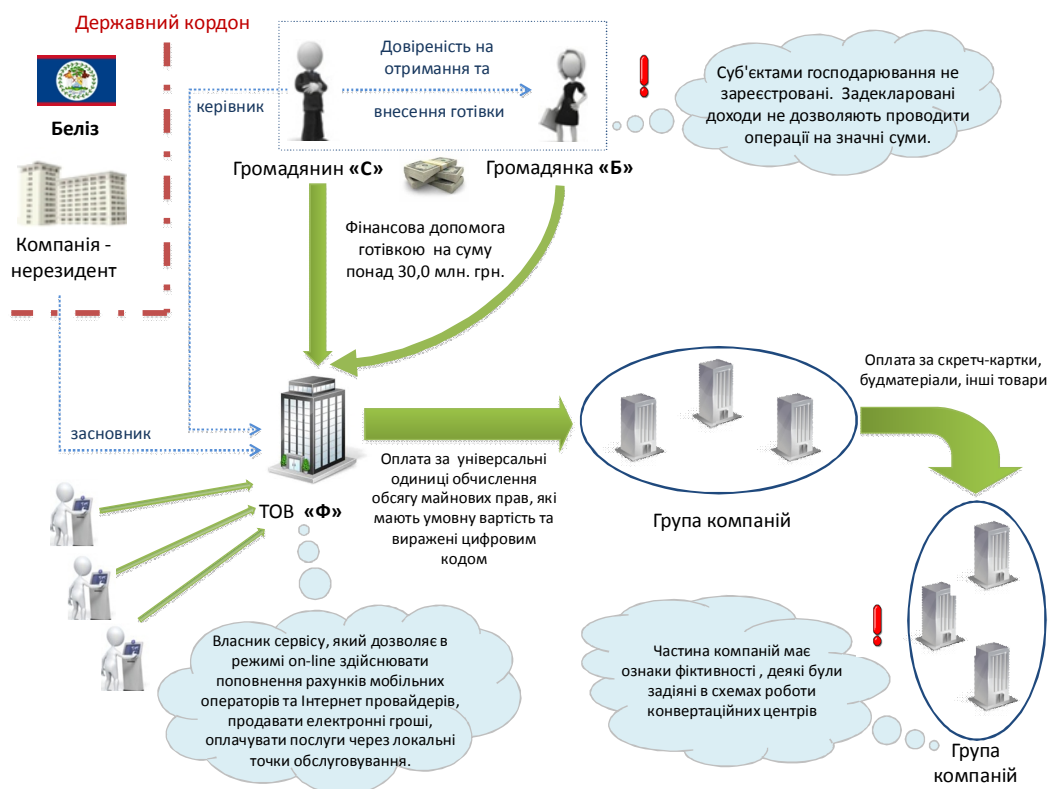 Державний кордон
Беліз
Компанія -
нерезидент
керівник
Довіреність на
отримання та
внесення готівки
Громадянин «С»
Громадянка «Б»
Суб'єктами господарювання не
зареєстровані. Задекларовані
доходи не дозволяють проводити
операції на значні суми.
Фінансова допомога
готівкою на суму
понад 30,0 млн. грн.
засновник
ТОВ «Ф»
Оплата за універсальні
одиниці обчислення
обсягу майнових прав, які
мають умовну вартість та
виражені цифровим
кодом
Група компаній
Оплата за скретч-картки,
будматеріали, інші товари
Власник сервісу, який дозволяє в
режимі on-line здійснювати
поповнення рахунків мобільних
операторів та Інтернет провайдерів,
продавати електронні гроші,
оплачувати послуги через локальні
точки обслуговування.
Частина компаній має
ознаки фіктивності , деякі були
задіяні в схемах роботи
конвертаційних центрів
Група
компаній